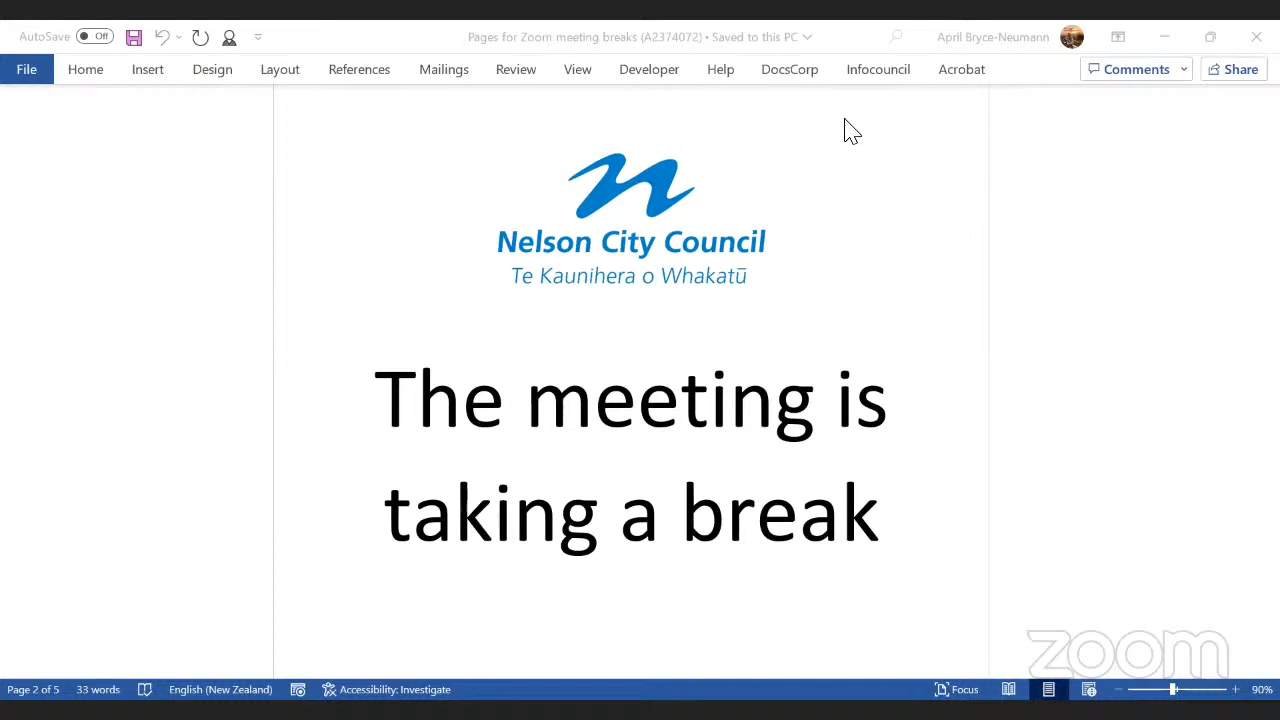 AutoSave Off Pages for Zoom meeting breaks (A2374072) • Saved to this PC April Bryce-Neumann
File Home Insert Design Layout References Mailings Review View Developer Help DocsCorp Infocouncil Acrobat Comments Share
Nelson City Council
Te Kaunihera o Whakatū
The meeting is
taking a break
zoom
Page 2 of 5 33 words English (New Zealand) Accessibility: Investigate Focus 90%